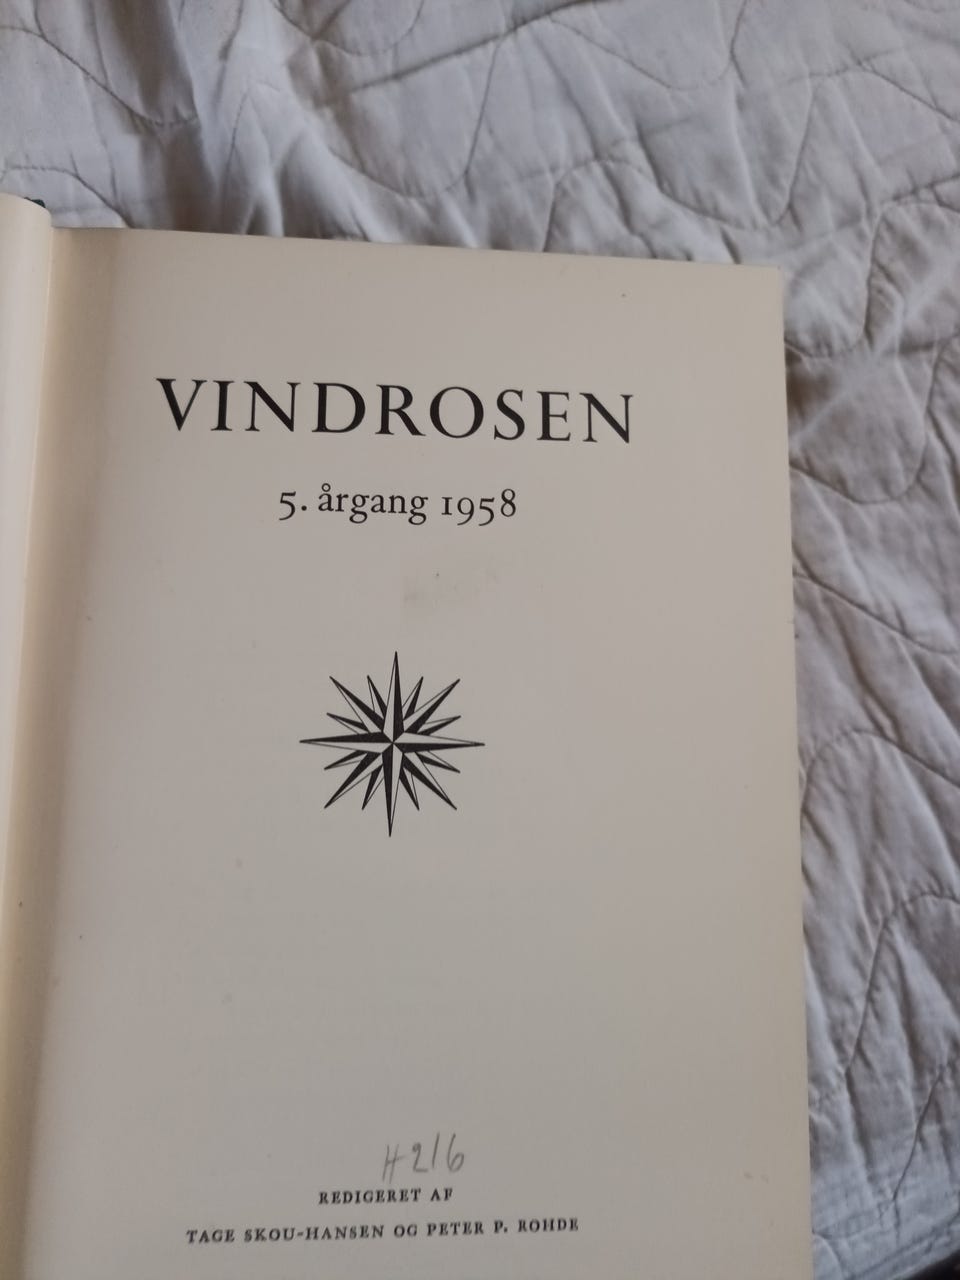 VINDROSEN
5. årgang 1958
H216
REDIGERET AF
TAGE SKOU-HANSEN OG PETER P. ROHDE